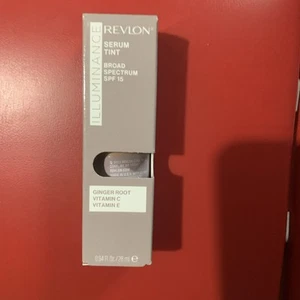 ILLUMINANCE
REVLON
SERUM
TINT
BROAD
SPECTRUM
SPF 15
GINGER ROOT
VITAMIN C
VITAMIN E